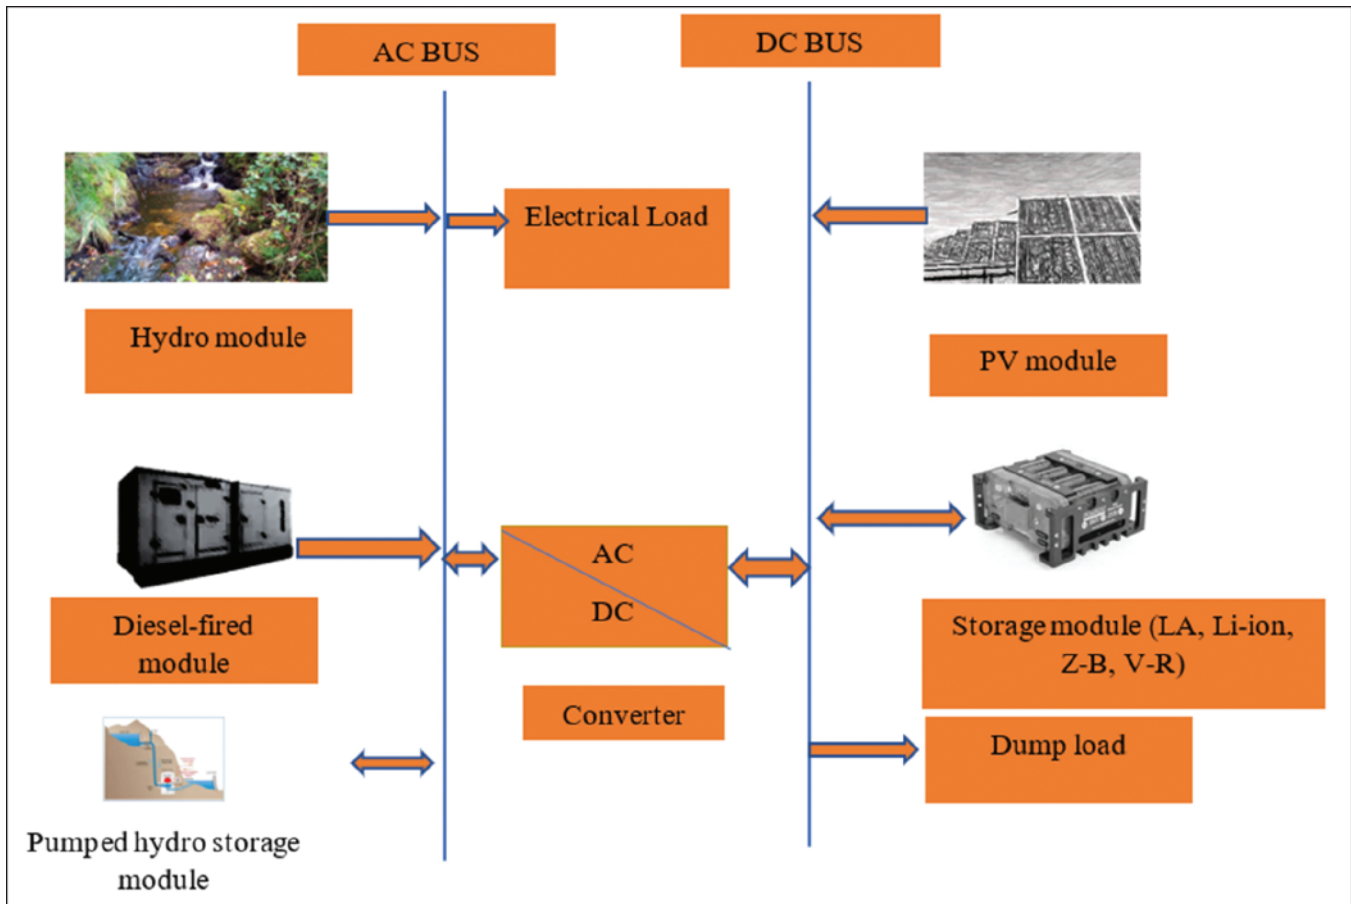 AC BUS
DC BUS
Electrical Load
Hydro module
PV module
AC
DC
Diesel-fired
module
Storage module (LA, Li-ion,
Z-B, V-R)
Converter
Dump load
Pumped hydro storage
module